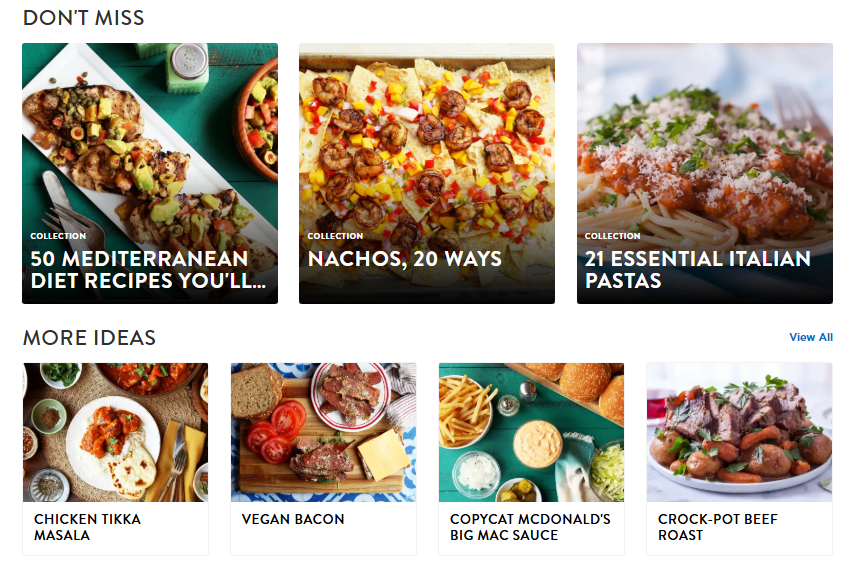 DON'T MISS
COLLECTION
50 MEDITERRANEAN
DIET RECIPES YOU'LL...
COLLECTION
NACHOS, 20 WAYS
COLLECTION
21 ESSENTIAL ITALIAN
PASTAS
MORE IDEAS
View All
CHICKEN TIKKA
MASALA
VEGAN BACON
COPYCAT MCDONALD'S
BIG MAC SAUCE
CROCK-POT BEEF
ROAST